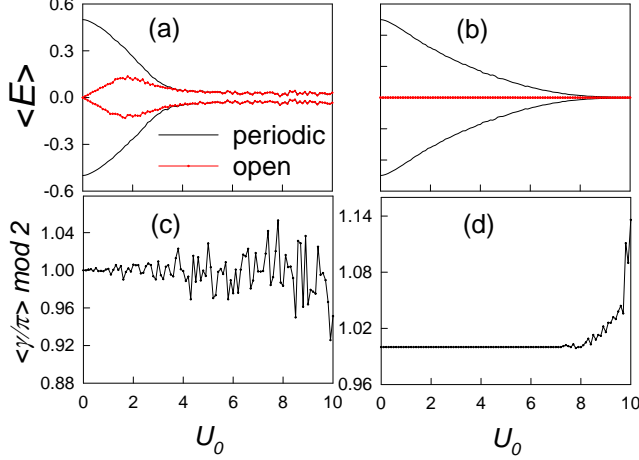 (a)
(b)
<E>
0.6
0.3
0.0
-0.3
-0.6
periodic
open
(c)
(d)
<γ/π> mod 2
1.04
1.00
0.96
0.92
0.88
1.14
1.08
1.02
0.96
0 2 4 6 8 10
0 2 4 6 8 10
U0
U0